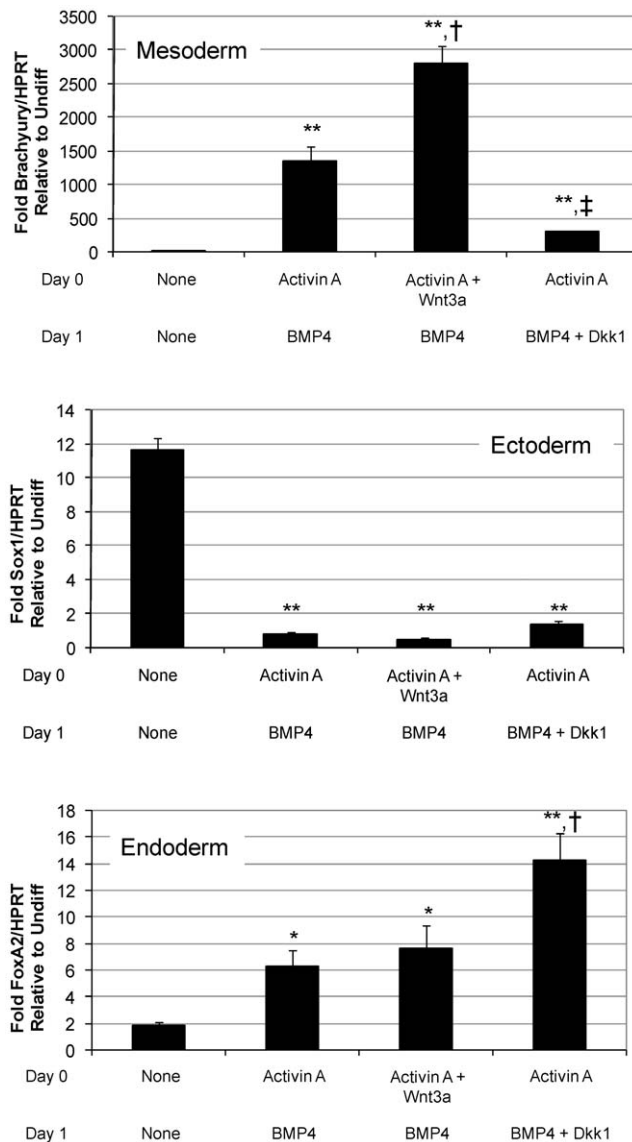 3500
3000
2500
2000
1500
1000
500
0
Fold Brachyury/HPRT
Relative to Undiff
Mesoderm
**
**,†
**,‡
Day 0 None Activin A Activin A + Wnt3a Activin A
Day 1 None BMP4 BMP4 BMP4 + Dkk1
14
12
10
8
6
4
2
0
Fold Sox1/HPRT
Relative to Undiff
Ectoderm
** ** **
Day 0 None Activin A Activin A + Wnt3a Activin A
Day 1 None BMP4 BMP4 BMP4 + Dkk1
18
16
14
12
10
8
6
4
2
0
Fold FoxA2/HPRT
Relative to Undiff
Endoderm
*
*
**,†
Day 0 None Activin A Activin A + Wnt3a Activin A
Day 1 None BMP4 BMP4 BMP4 + Dkk1